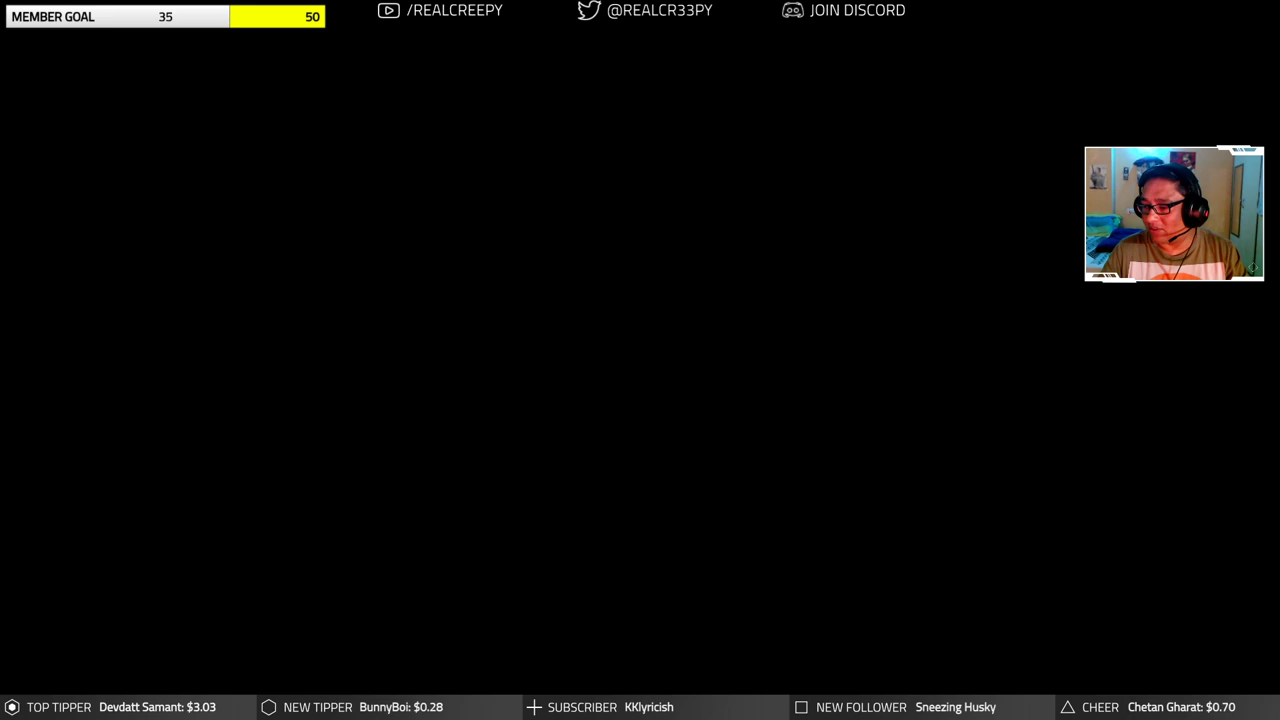 MEMBER GOAL 35 50
/REALCREEPY
@REALCR33PY
JOIN DISCORD
TOP TIPPER Devdatt Samant: $3.03
NEW TIPPER BunnyBoi: $0.28
SUBSCRIBER KKlyricish
NEW FOLLOWER Sneezing Husky
CHEER Chetan Gharat: $0.70